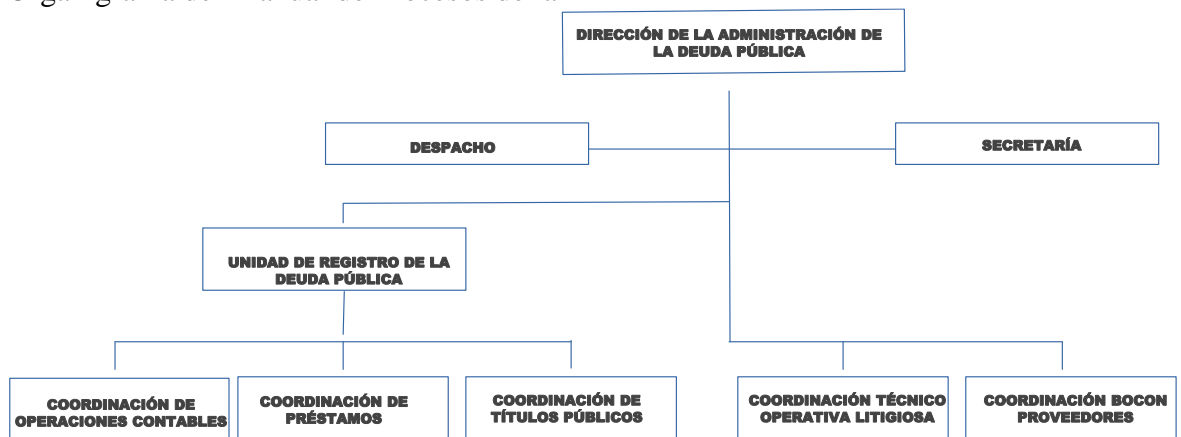 DIRECCIÓN DE LA ADMINISTRACIÓN DE
LA DEUDA PÚBLICA
DESPACHO
SECRETARÍA
UNIDAD DE REGISTRO DE LA
DEUDA PÚBLICA
COORDINACIÓN DE
OPERACIONES CONTABLES
COORDINACIÓN DE
PRÉSTAMOS
COORDINACIÓN DE
TÍTULOS PÚBLICOS
COORDINACIÓN TÉCNICO
OPERATIVA LITIGIOSA
COORDINACIÓN BOCON
PROVEEDORES